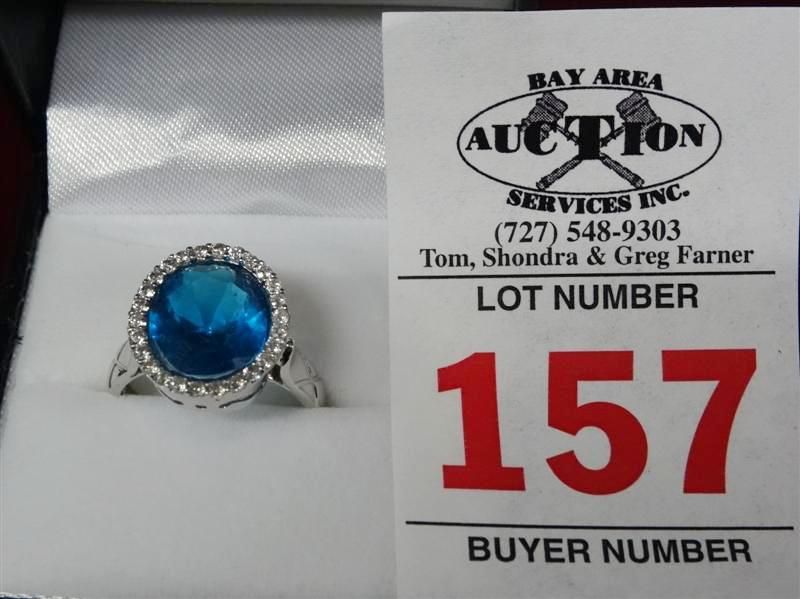 BAY AREA
AUCTION
SERVICES INC.
(727) 548-9303
Tom, Shondra & Greg Farner
LOT NUMBER
157
BUYER NUMBER